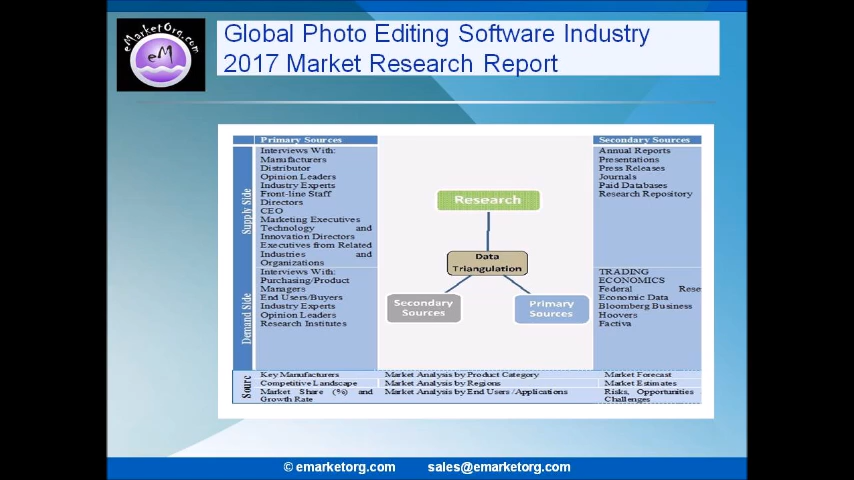 eMarketOrg.com
eM
Global Photo Editing Software Industry
2017 Market Research Report
Primary Sources
Supply Side
Interviews With:
Manufacturers
Distributor
Opinion Leaders
Industry Experts
Front-line Staff
Directors
CEO
Marketing Executives
Technology and
Innovation Directors
Executives from Related
Industries and
Organizations
Demand Side
Interviews With:
Purchasing/Product
Managers
End Users/Buyers
Industry Experts
Opinion Leaders
Research Institutes
Research
Data
Triangulation
Secondary
Sources
Primary
Sources
Secondary Sources
Annual Reports
Presentations
Press Releases
Journals
Paid Databases
Research Repository
TRADING
ECONOMICS
Federal Rese
Economic Data
Bloomberg Business
Hoovers
Factiva
Sourc
Key Manufacturers
Competitive Landscape
Market Share (%) and
Growth Rate
Market Analysis by Product Category
Market Analysis by Regions
Market Analysis by End Users /Applications
Market Forecast
Market Estimates
Risks, Opportunities
Challenges
© emarketorg.com sales@emarketorg.com